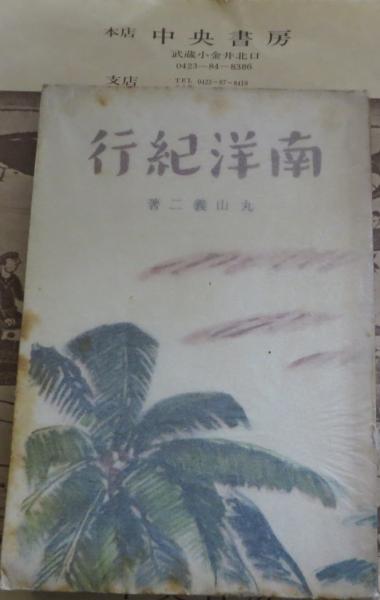 本店 中央書房
武蔵小金井北口
0423-84-8386
支店
南洋紀行
丸山義二著